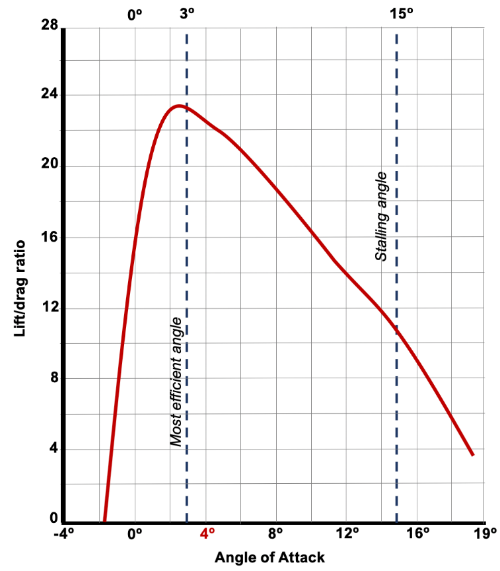 0º 3º 15º
28
24
20
16
12
8
4
0
Lift/drag ratio
Most efficient angle
Stalling angle
-4º 0º 4º 8º 12º 16º 19º
Angle of Attack